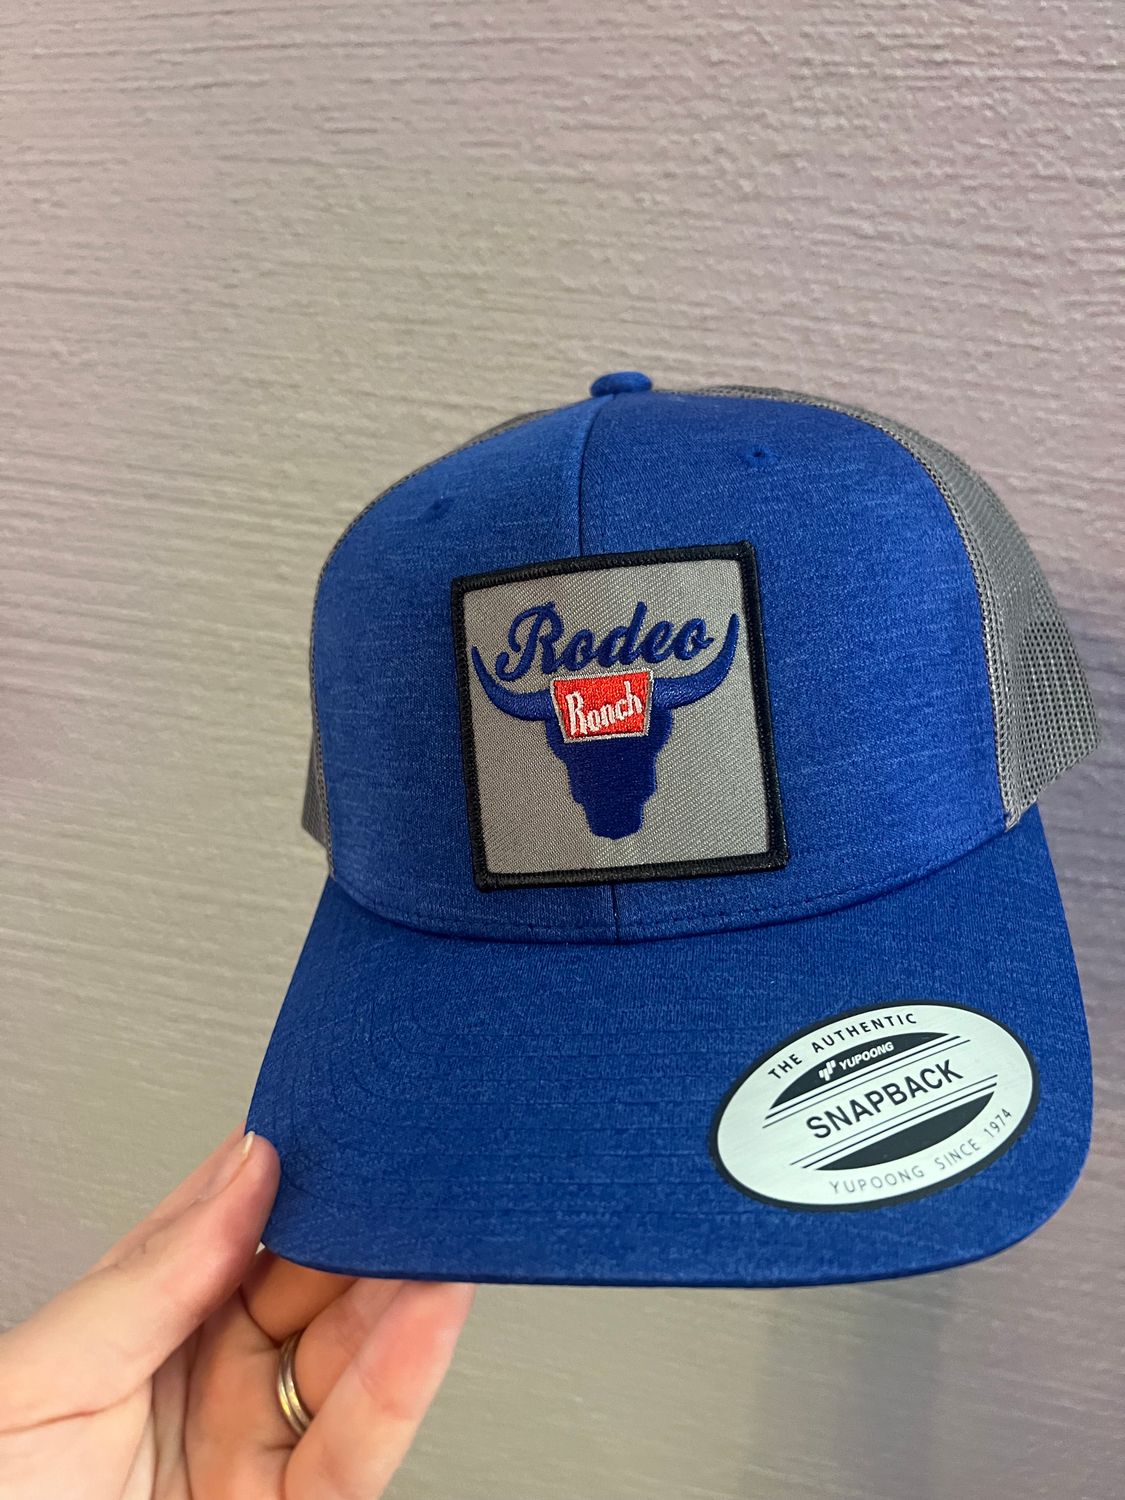 Rodeo
Ranch
THE AUTHENTIC
YUPOONG
SNAPBACK
YUPOONG SINCE 1974